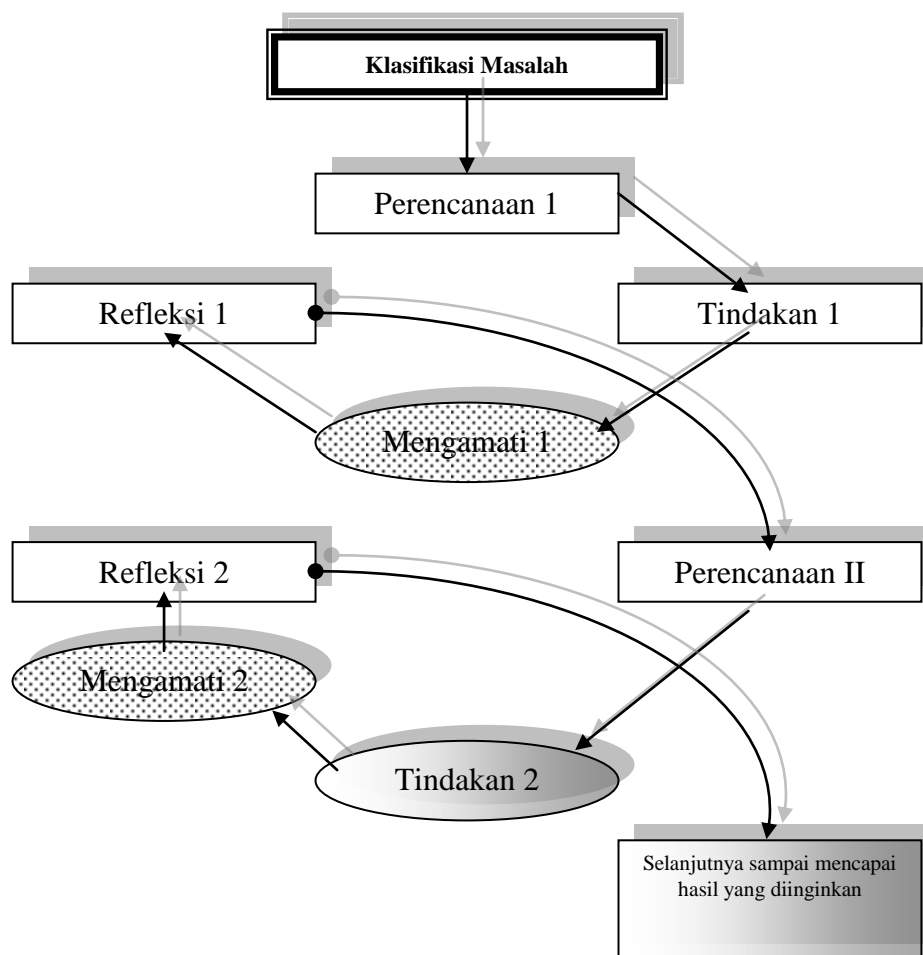 Klasifikasi Masalah
Perencanaan 1
Refleksi 1
Tindakan 1
Mengamati 1
Refleksi 2
Perencanaan II
Mengamati 2
Tindakan 2
Selanjutnya sampai mencapai
hasil yang diinginkan